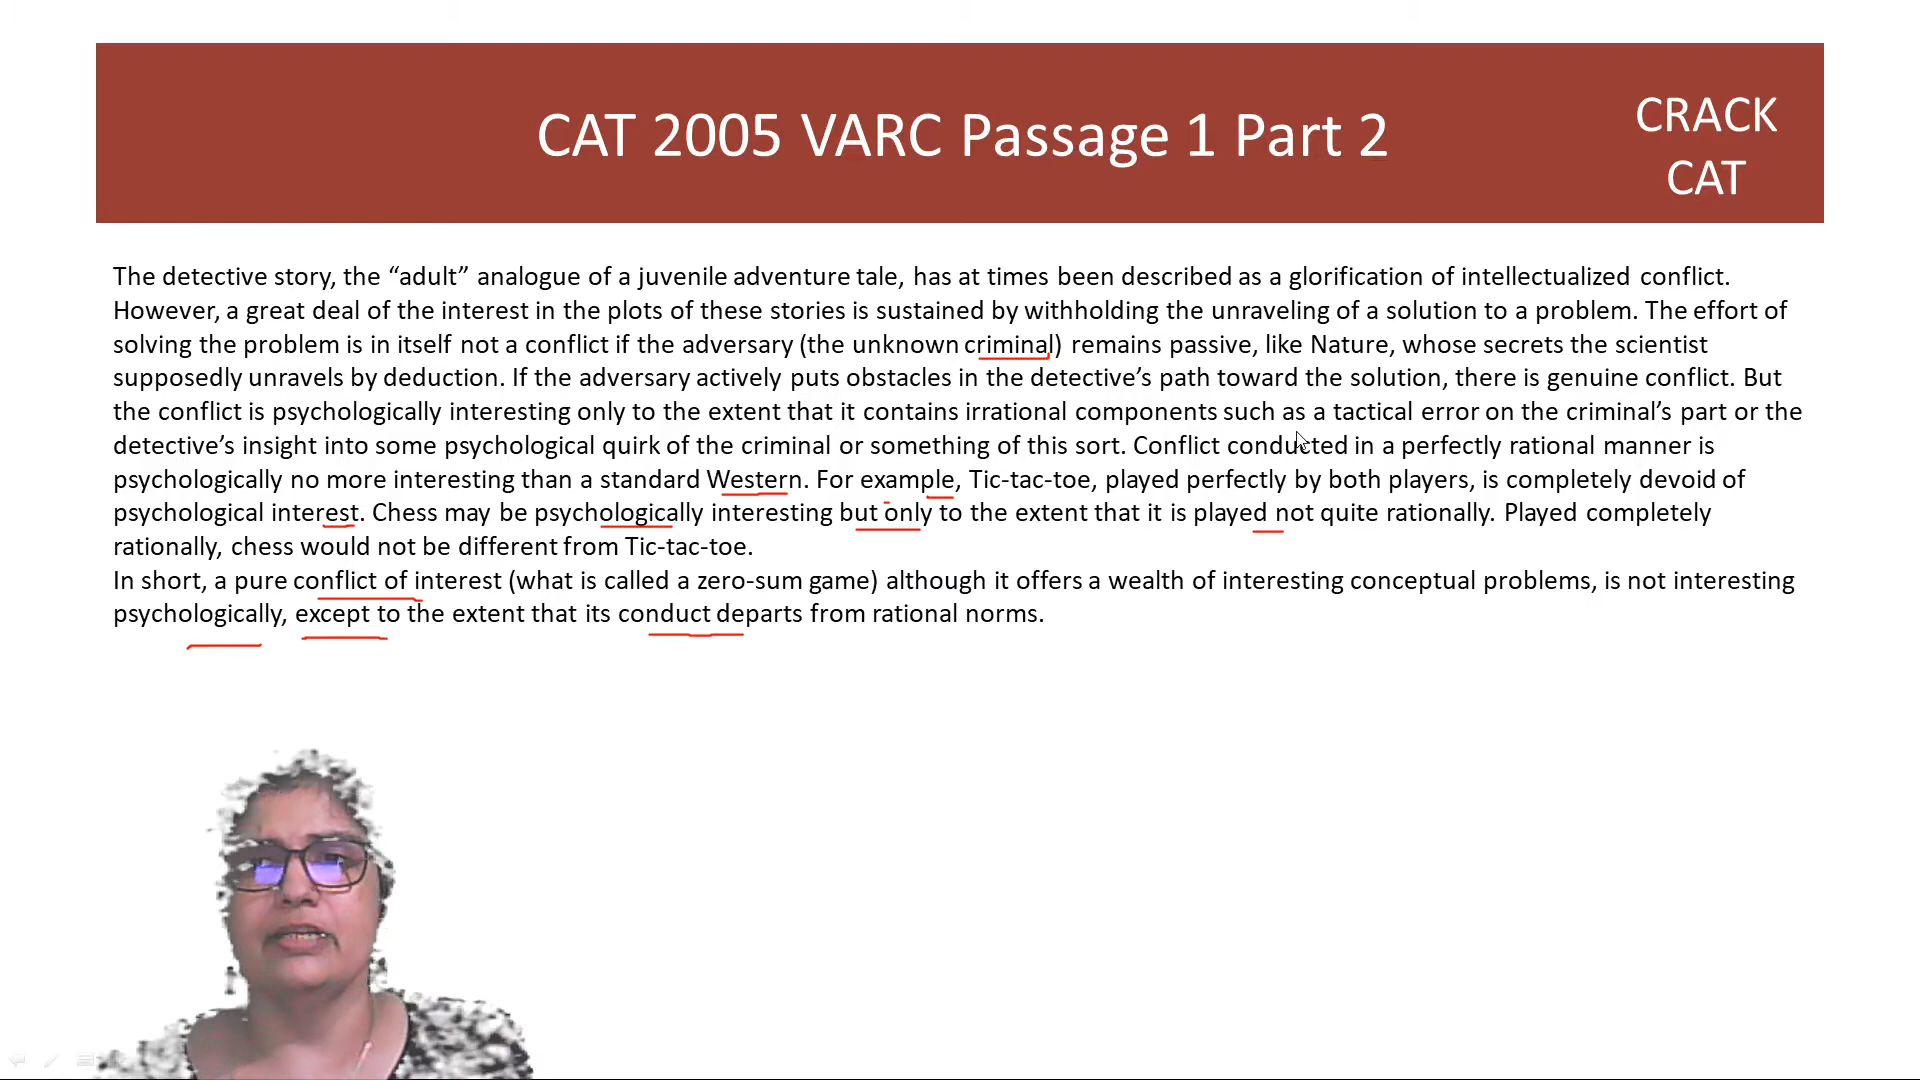 CAT 2005 VARC Passage 1 Part 2
CRACK
CAT
The detective story, the “adult” analogue of a juvenile adventure tale, has at times been described as a glorification of intellectualized conflict.
However, a great deal of the interest in the plots of these stories is sustained by withholding the unraveling of a solution to a problem. The effort of
solving the problem is in itself not a conflict if the adversary (the unknown criminal) remains passive, like Nature, whose secrets the scientist
supposedly unravels by deduction. If the adversary actively puts obstacles in the detective’s path toward the solution, there is genuine conflict. But
the conflict is psychologically interesting only to the extent that it contains irrational components such as a tactical error on the criminal’s part or the
detective’s insight into some psychological quirk of the criminal or something of this sort. Conflict conducted in a perfectly rational manner is
psychologically no more interesting than a standard Western. For example, Tic-tac-toe, played perfectly by both players, is completely devoid of
psychological interest. Chess may be psychologically interesting but only to the extent that it is played not quite rationally. Played completely
rationally, chess would not be different from Tic-tac-toe.
In short, a pure conflict of interest (what is called a zero-sum game) although it offers a wealth of interesting conceptual problems, is not interesting
psychologically, except to the extent that its conduct departs from rational norms.